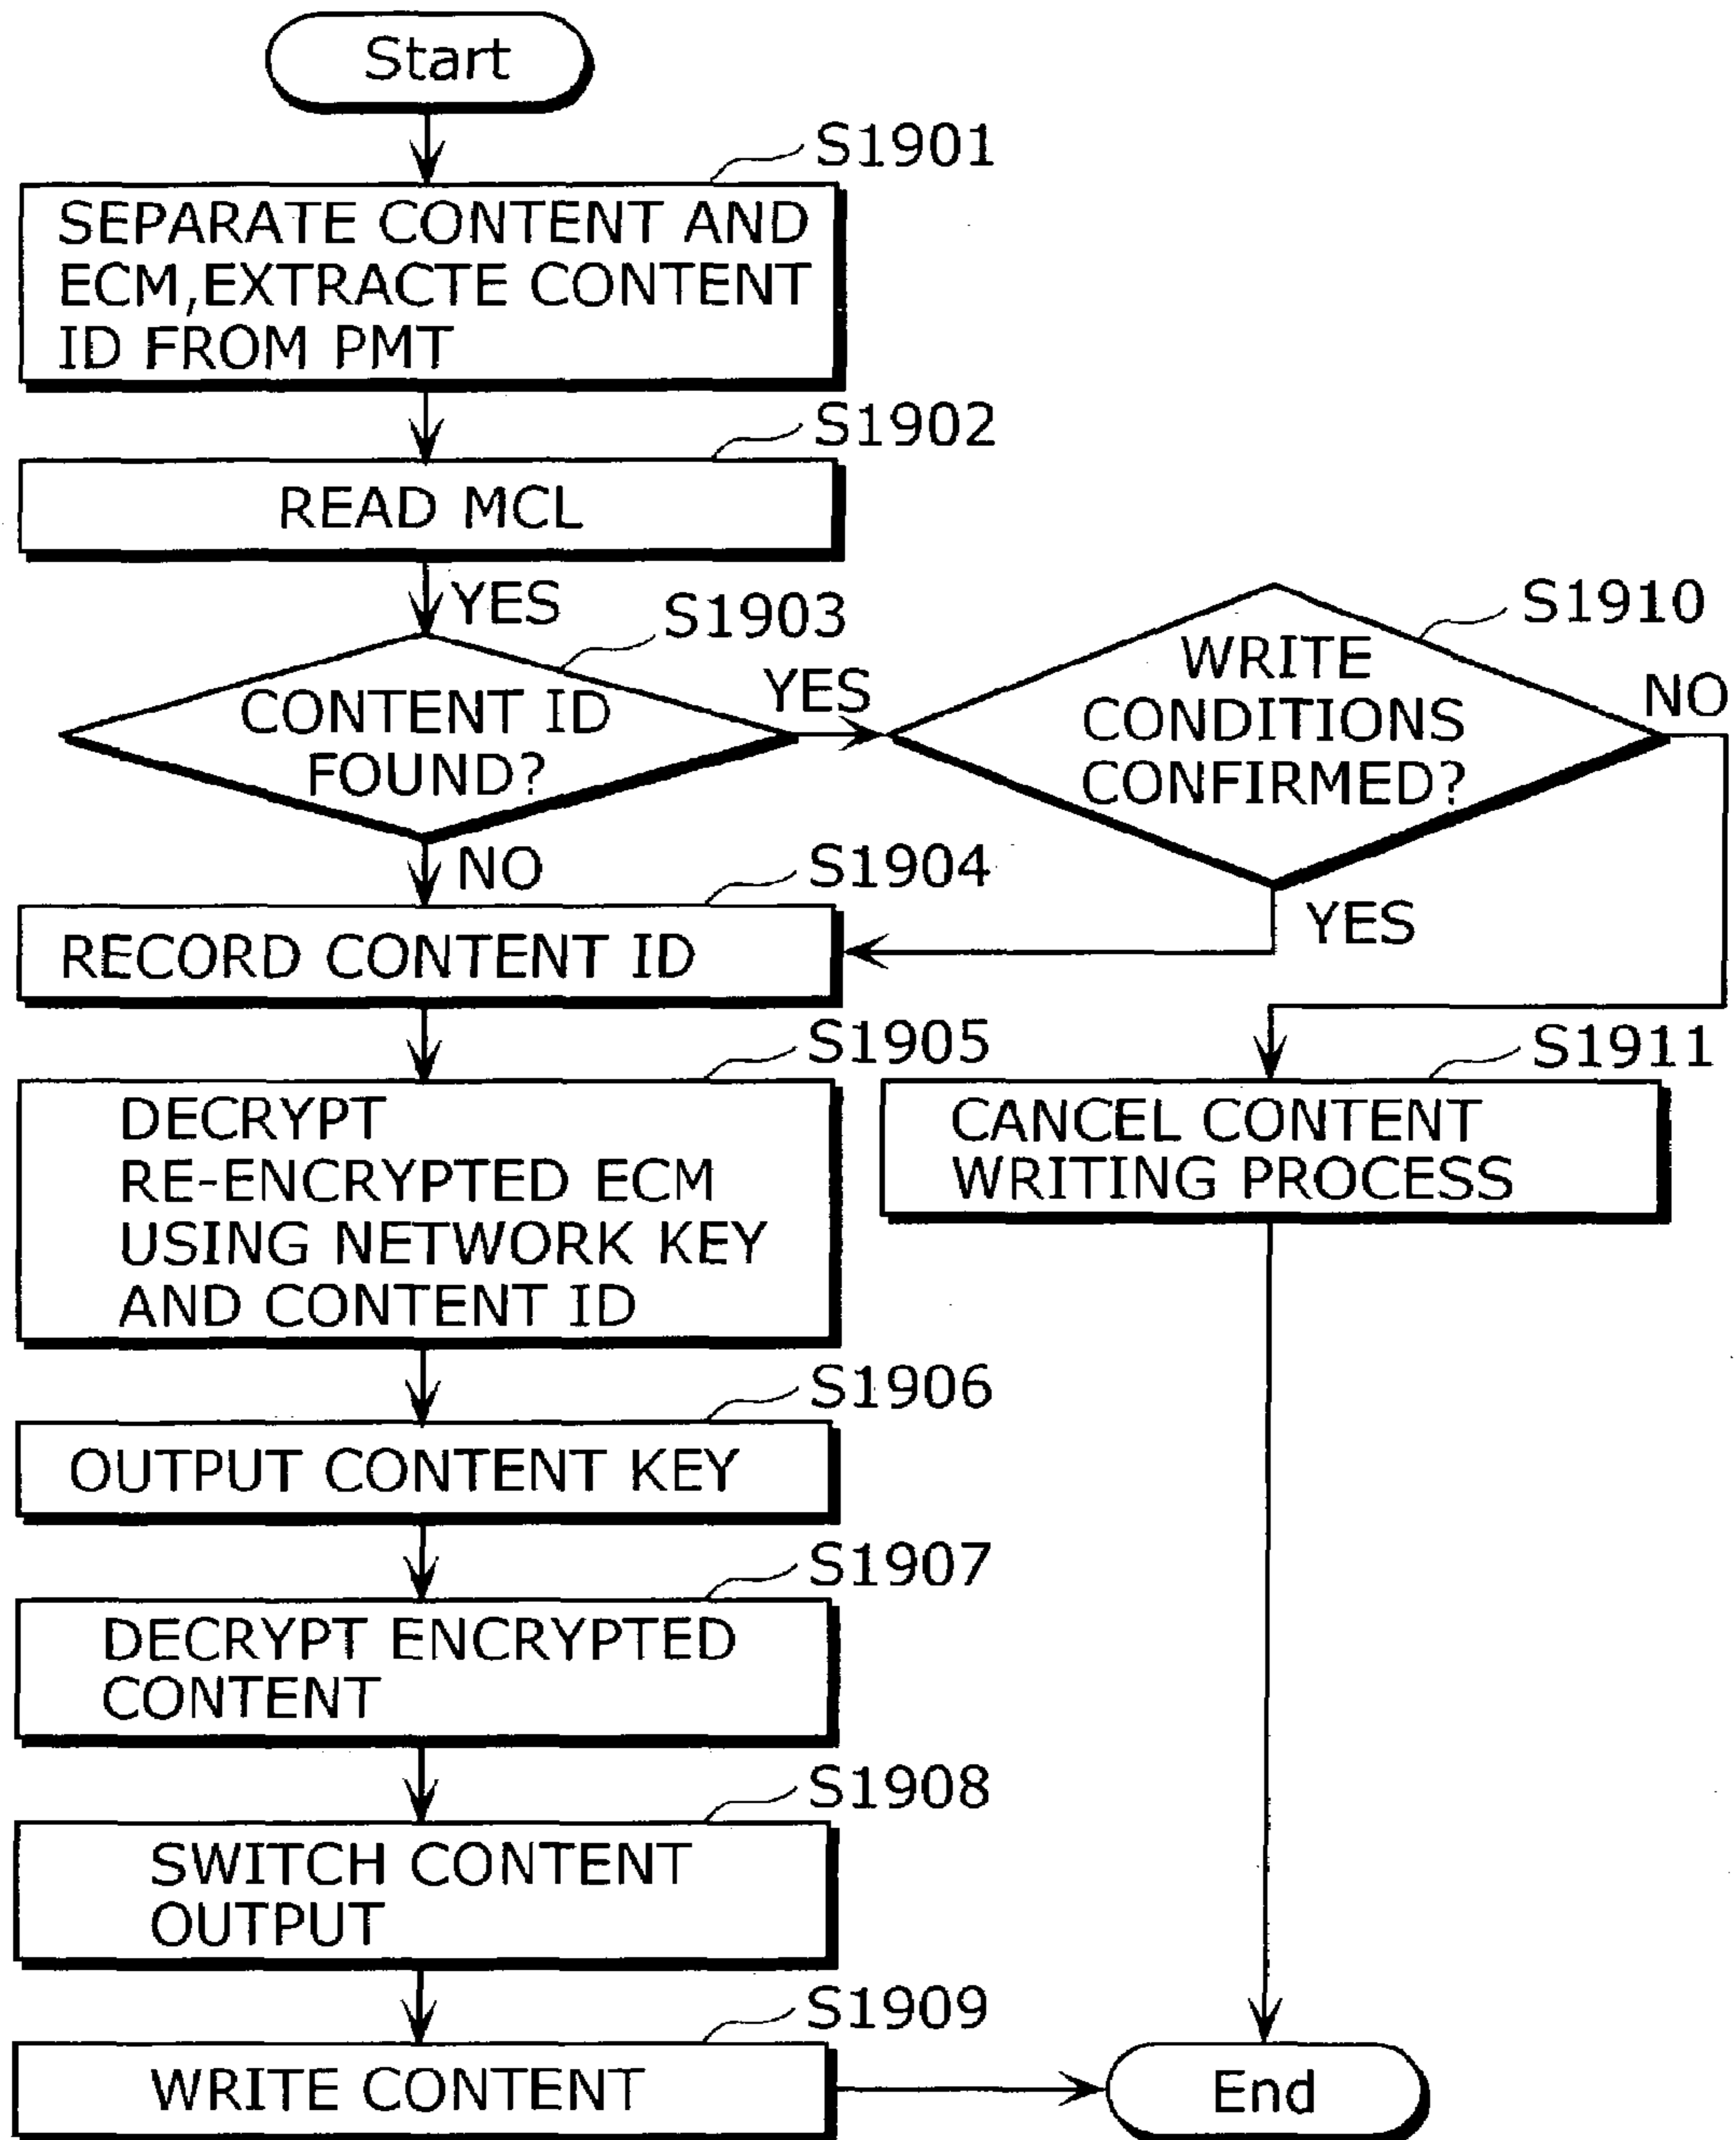 Start
S1901
SEPARATE CONTENT AND
ECM,EXTRACTE CONTENT
ID FROM PMT
S1902
READ MCL
YES
S1903
CONTENT ID
FOUND?
YES
S1910
WRITE
CONDITIONS
CONFIRMED?
NO
NO
YES
S1904
RECORD CONTENT ID
S1905
DECRYPT
RE-ENCRYPTED ECM
USING NETWORK KEY
AND CONTENT ID
S1911
CANCEL CONTENT
WRITING PROCESS
S1906
OUTPUT CONTENT KEY
S1907
DECRYPT ENCRYPTED
CONTENT
S1908
SWITCH CONTENT
OUTPUT
S1909
WRITE CONTENT
End